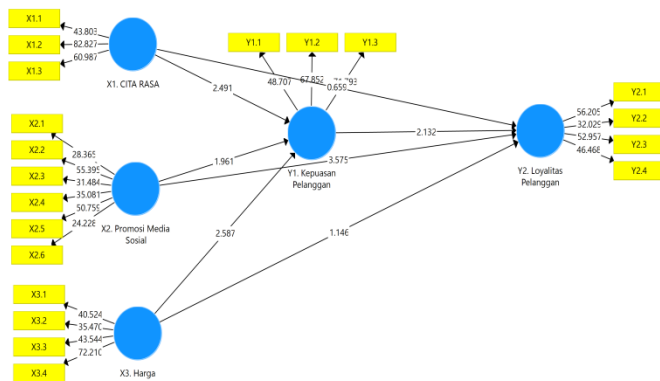 X1.1
X1.2
X1.3
43.803
82.827
60.987
X1. CITA RASA
Y1.1
Y1.2
Y1.3
48.707
67.852
2.491
0.659
X2.1
X2.2
X2.3
X2.4
X2.5
X2.6
28.365
55.395
31.484
35.081
50.759
24.228
X2. Promosi Media
Sosial
1.961
3.575
2.132
Y1. Kepuasan
Pelanggan
Y2.1
Y2.2
Y2.3
Y2.4
56.205
32.029
52.957
46.468
Y2. Loyalitas
Pelanggan
2.587
1.146
X3.1
X3.2
X3.3
X3.4
40.524
35.470
43.544
72.210
X3. Harga